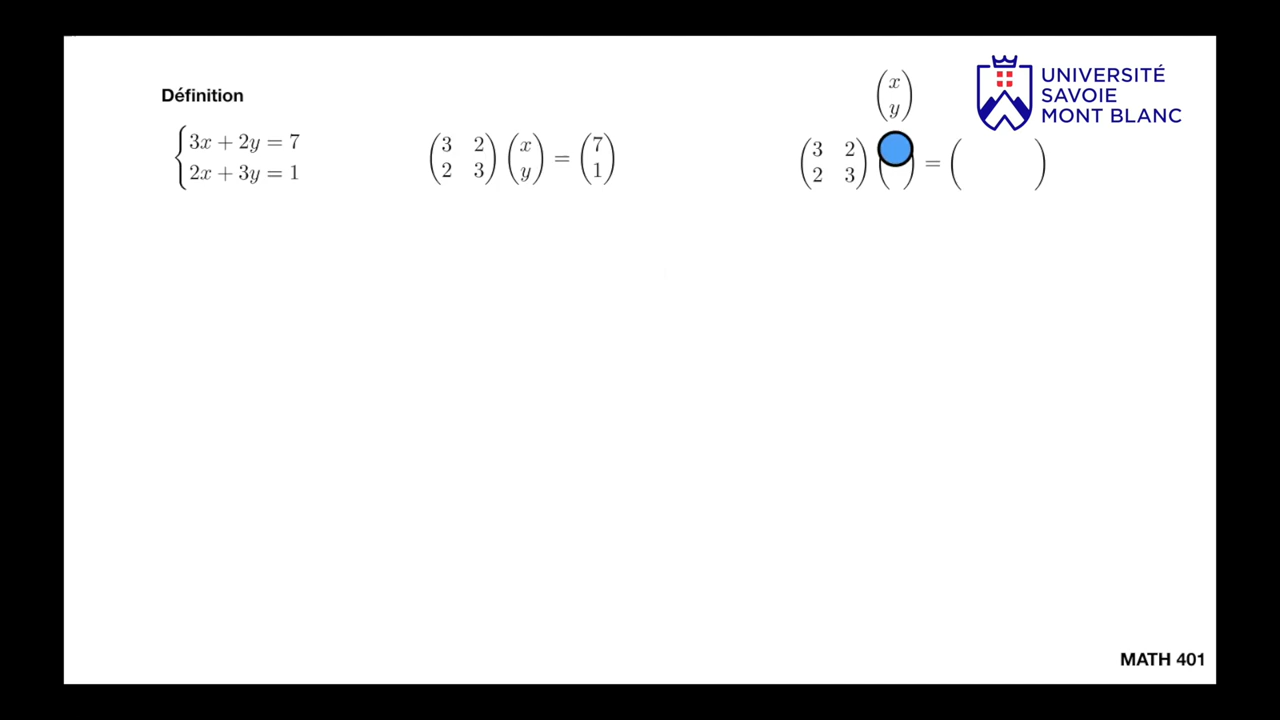 Définition
3x + 2y = 7
2x + 3y = 1
(3 2
2 3) (x
y) = (7
1)
(x
y)
(3 2
2 3) ( ) = ( )
UNIVERSITÉ
SAVOIE
MONT BLANC
MATH 401